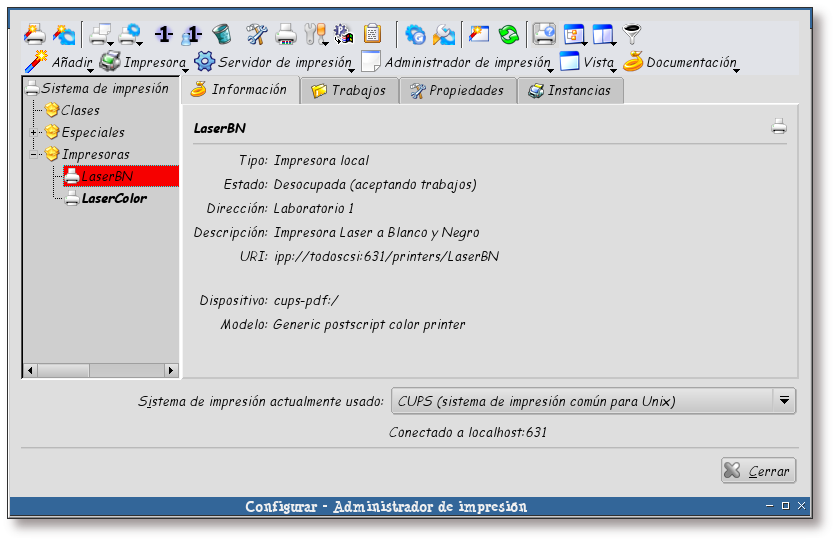 Añadir Impresora Servidor de impresión Administrador de impresión Vista Documentación
Sistema de impresión
Clases
Especiales
Impresoras
LaserBN
LaserColor
Información Trabajos Propiedades Instancias
LaserBN
Tipo: Impresora local
Estado: Desocupada (aceptando trabajos)
Dirección: Laboratorio 1
Descripción: Impresora Laser a Blanco y Negro
URI: ipp://todoscsi:631/printers/LaserBN
Dispositivo: cups-pdf:/
Modelo: Generic postscript color printer
Sistema de impresión actualmente usado: CUPS (sistema de impresión común para Unix)
Conectado a localhost:631
Cerrar
Configurar - Administrador de impresión